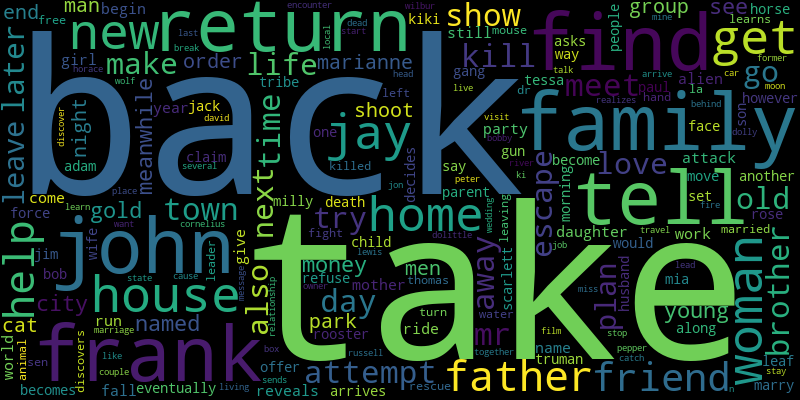 end man begin return new show group see horse
free kiki still mouse people
later girl order make life marianne kill asks way
last break horace wolf tribe gang tessa alien la
find get
back
leave meanwhile night year jack david adam claim several
discover place
jay shoot one killed left
meet paul go
dr hand however son
live car moon
wilbur encounter dead start local mine former
head talk arrive learns realizes behind dolly
family
party face visit bobby
gun become love attack
time next home try milly death
decides jon peter ki
say parent escape morning move another
river
tell old
set fire rose
come force learn town gold
want cornelius
john
wife jim bob
help house
leader give also
fight child lewis refuse mother thomas
dolittle wedding leaving scarlett
daughter would work married
job travel
woman brother
money men away plan husband
relationship message
state cause
city run named day
owner
take
water mia lead
miss
young along
park rooster ride mr
turn
cat world animal sen discovers
like marriage couple
frank
box offer russell
name truman film stop
pepper catch together
leaf stay
becomes fall eventually living
reveals sends arrives attempt rescue
father friend
marry